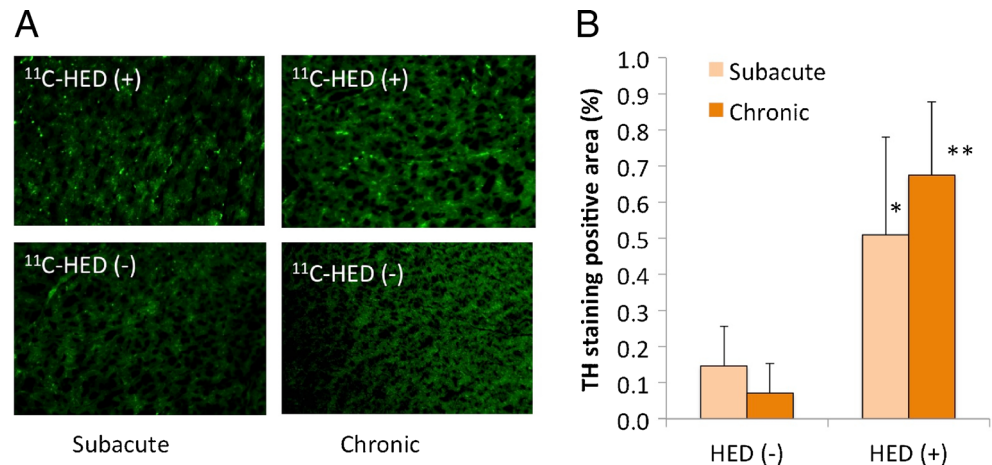 A
¹¹C-HED (+)
¹¹C-HED (+)
¹¹C-HED (-)
¹¹C-HED (-)
Subacute
Chronic
B
TH staining positive area (%)
1.0
0.9
0.8
0.7
0.6
0.5
0.4
0.3
0.2
0.1
0.0
Subacute
Chronic
*
**
HED (-)
HED (+)